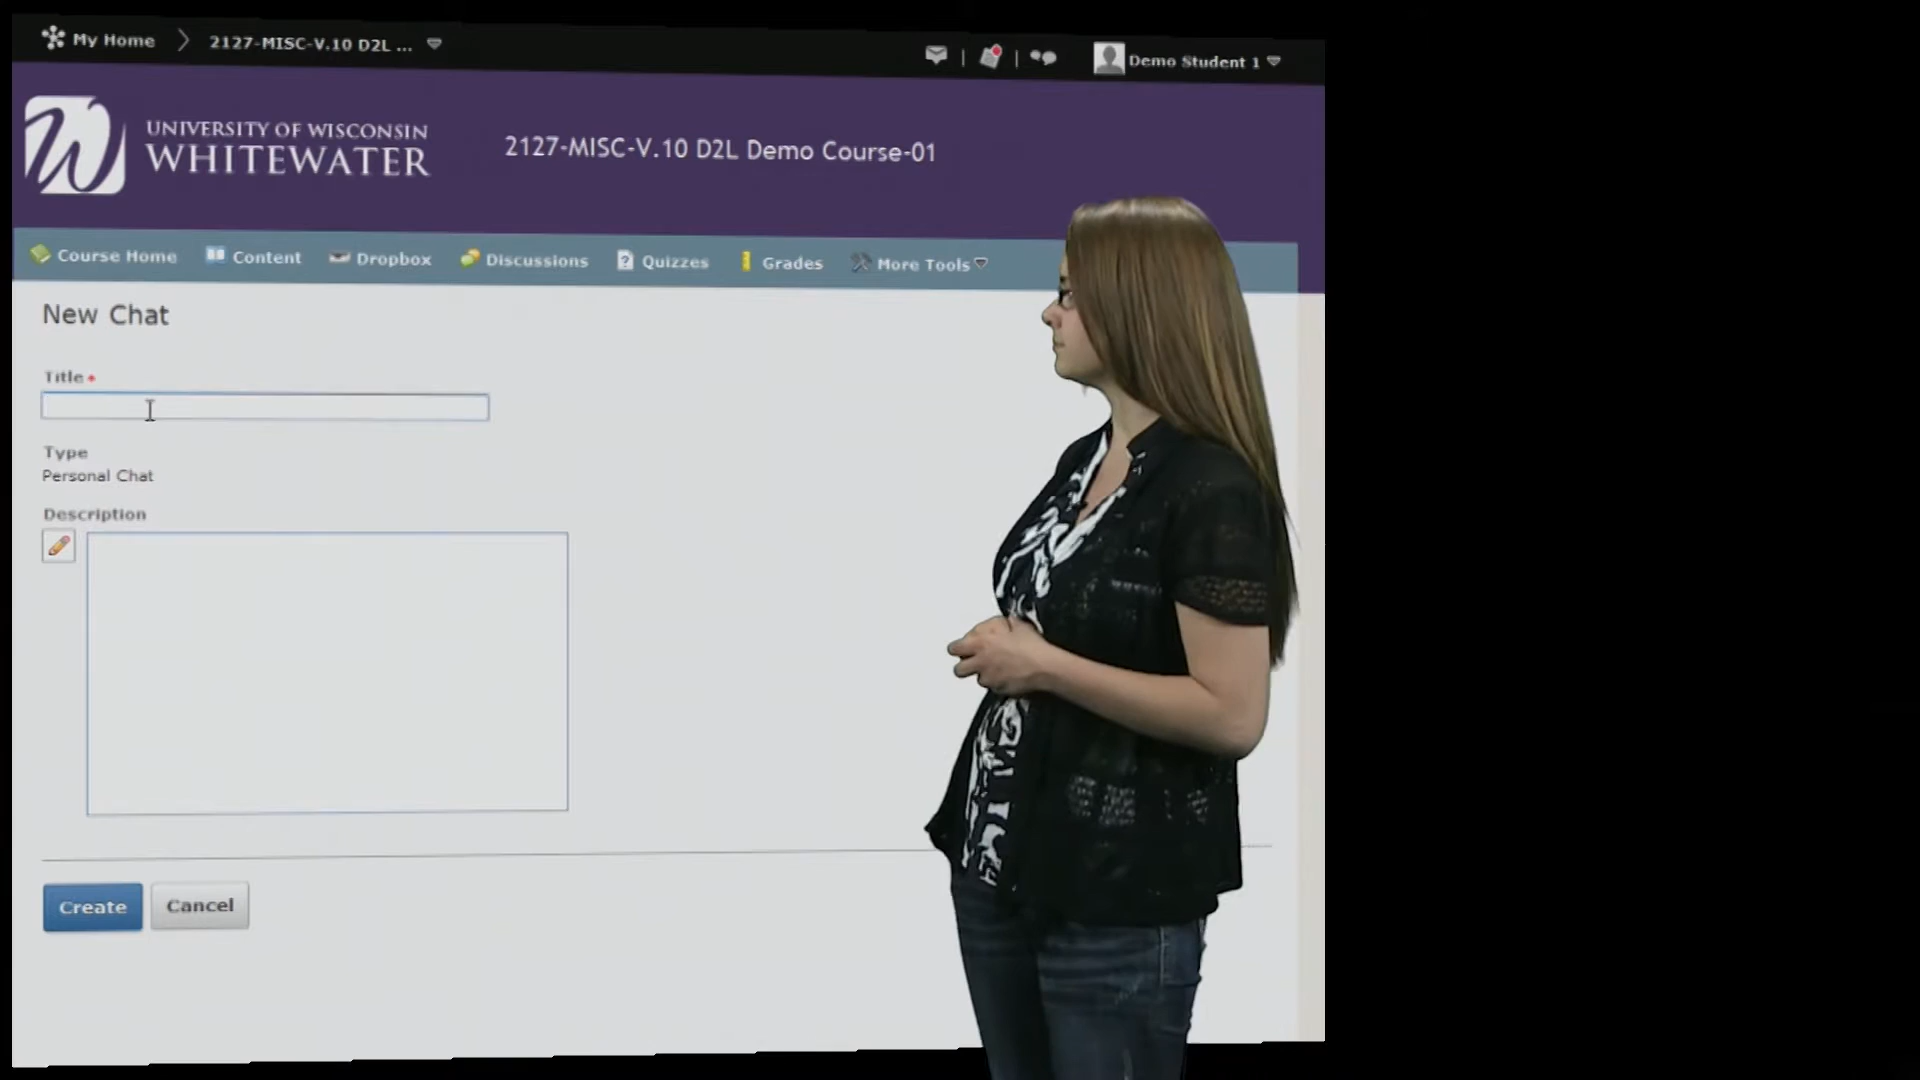 My Home
2127-MISC-V.10 D2L ...
Demo Student 1
UNIVERSITY OF WISCONSIN
WHITEWATER
2127-MISC-V.10 D2L Demo Course-01
Course Home
Content
Dropbox
Discussions
Quizzes
Grades
More Tools
New Chat
Title *
Type
Personal Chat
Description
Create
Cancel